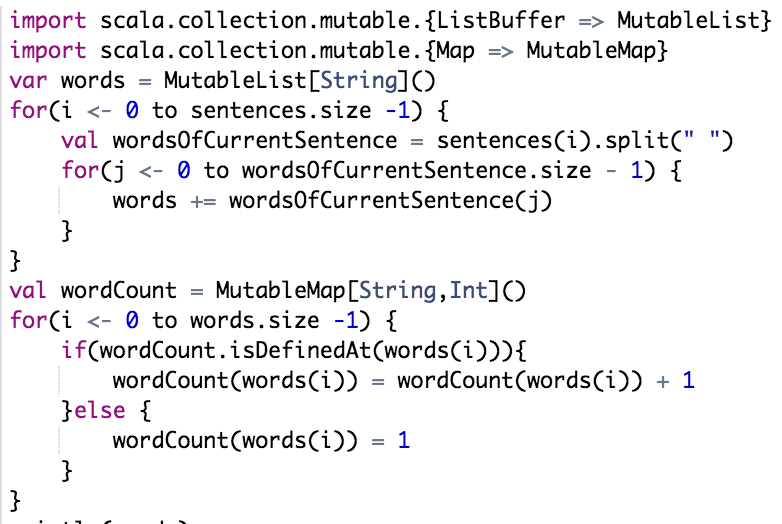 import scala.collection.mutable.{ListBuffer => MutableList}
import scala.collection.mutable.{Map => MutableMap}
var words = MutableList[String]()
for(i <- 0 to sentences.size -1) {
    val wordsOfCurrentSentence = sentences(i).split(" ")
    for(j <- 0 to wordsOfCurrentSentence.size - 1) {
        words += wordsOfCurrentSentence(j)
    }
}
val wordCount = MutableMap[String,Int]()
for(i <- 0 to words.size -1) {
    if(wordCount.isDefinedAt(words(i))){
        wordCount(words(i)) = wordCount(words(i)) + 1
    }else {
        wordCount(words(i)) = 1
    }
}